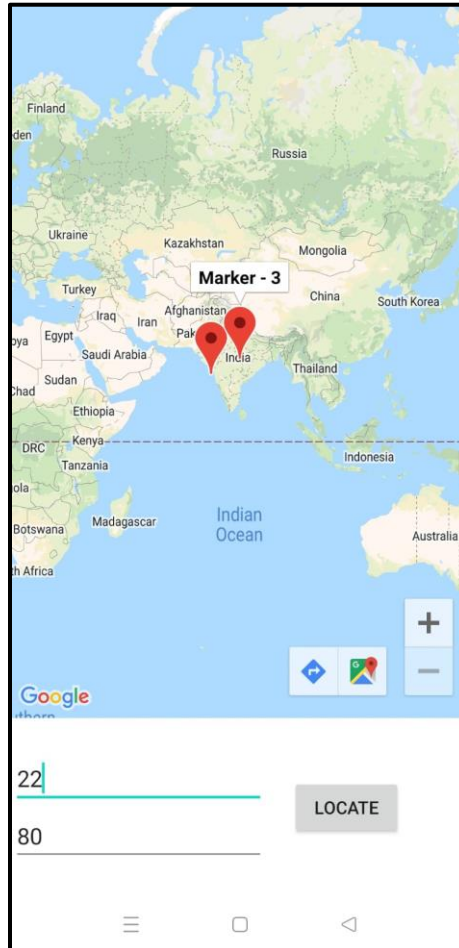 Finland
den
Russia
Ukraine
Kazakhstan
Mongolia
Marker - 3
Turkey
China
South Korea
Afghanistan
Iraq
Iran
Pak
ya
Egypt
India
Saudi Arabia
Thailand
Chad
Sudan
Ethiopia
DRC
Kenya
Indonesia
Tanzania
ola
Indian
Ocean
Madagascar
Botswana
Australia
h Africa
+
−
Google
22
LOCATE
80